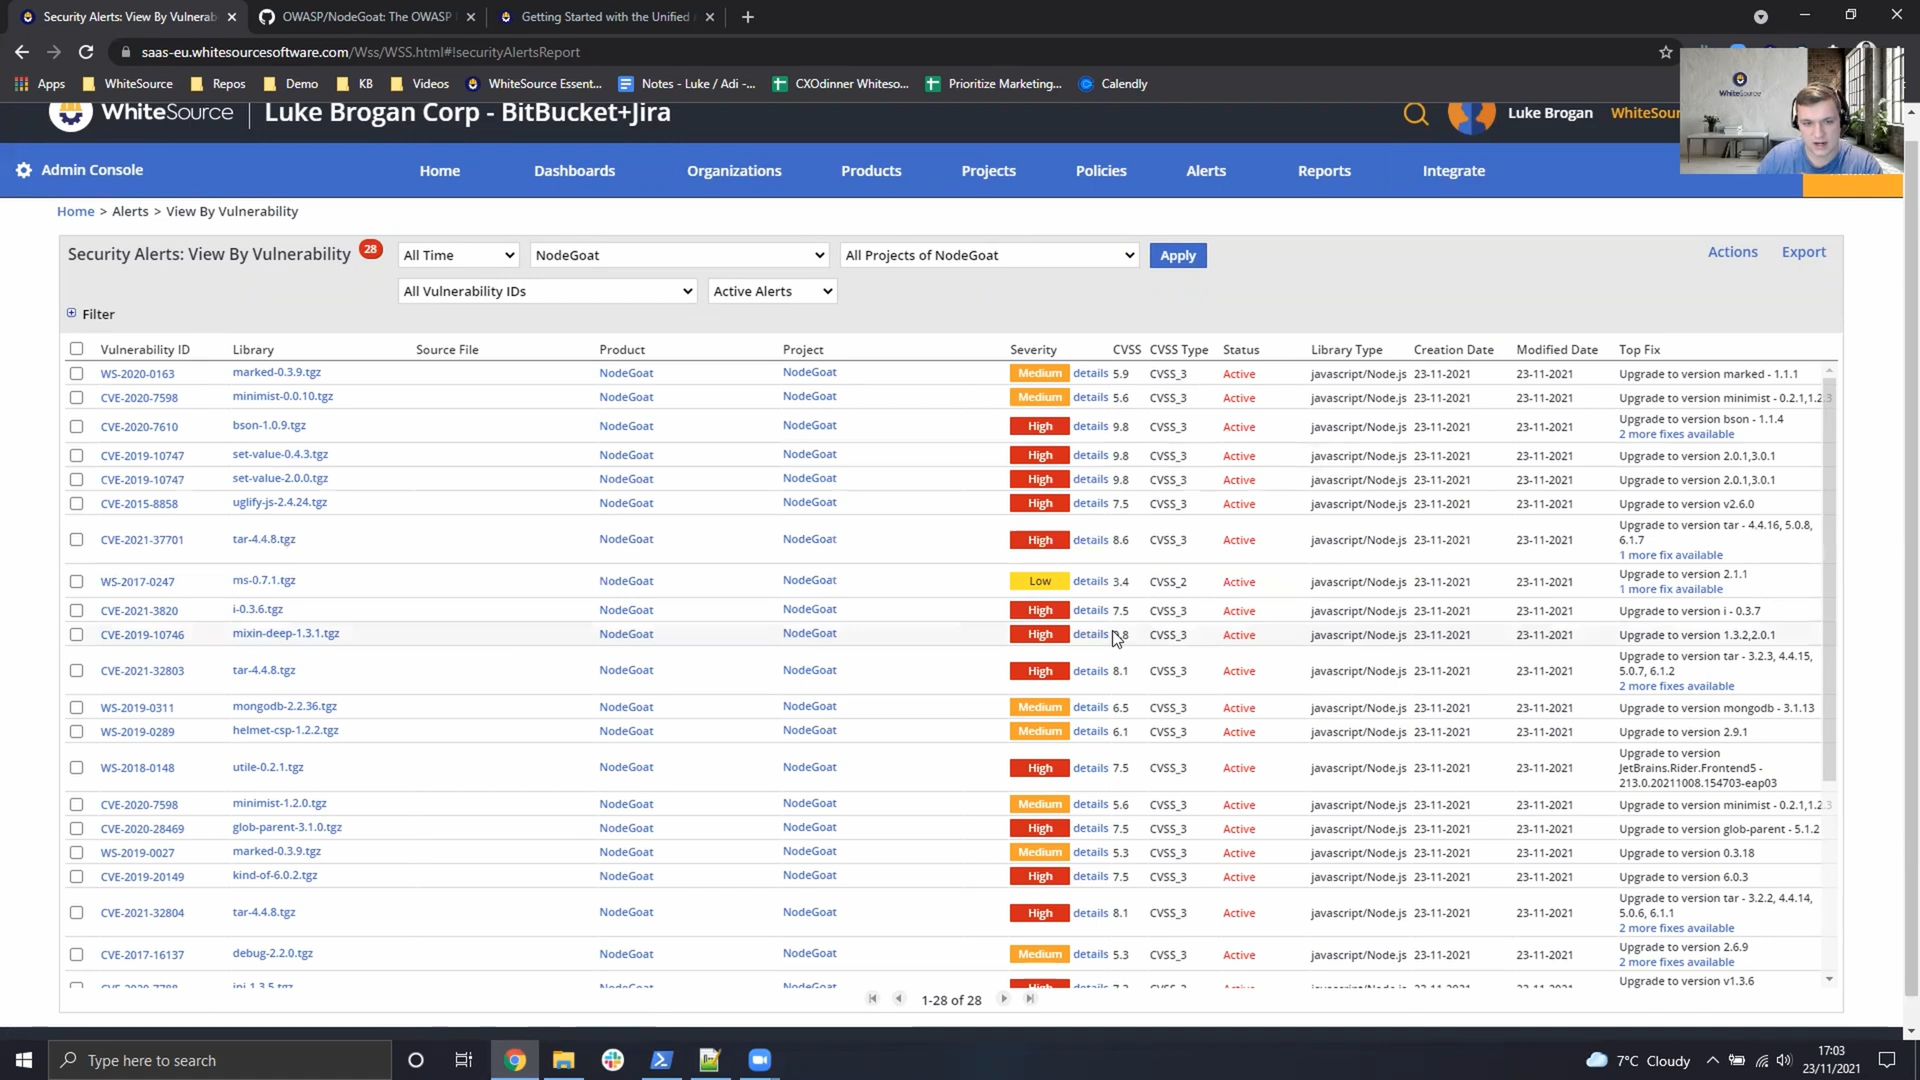 Security Alerts: View By Vulnerab
OWASP/NodeGoat: The OWASP
Getting Started with the Unified
saas-eu.whitesourcesoftware.com/Wss/WSS.html#!securityAlertsReport
Apps WhiteSource Repos Demo KB Videos WhiteSource Essent... Notes - Luke / Adi -... CXOdinner Whiteso... Prioritize Marketing... Calendly
WhiteSource
WhiteSource Luke Brogan Corp - BitBucket+Jira Luke Brogan WhiteSour
Admin Console Home Dashboards Organizations Products Projects Policies Alerts Reports Integrate
Home > Alerts > View By Vulnerability
Security Alerts: View By Vulnerability 28 All Time NodeGoat All Projects of NodeGoat Apply Actions Export
All Vulnerability IDs Active Alerts
Filter
Vulnerability ID Library Source File Product Project Severity CVSS CVSS Type Status Library Type Creation Date Modified Date Top Fix
WS-2020-0163 marked-0.3.9.tgz NodeGoat NodeGoat Medium details 5.9 CVSS_3 Active javascript/Node.js 23-11-2021 23-11-2021 Upgrade to version marked - 1.1.1
CVE-2020-7598 minimist-0.0.10.tgz NodeGoat NodeGoat Medium details 5.6 CVSS_3 Active javascript/Node.js 23-11-2021 23-11-2021 Upgrade to version minimist - 0.2.1,1.2.3
CVE-2020-7610 bson-1.0.9.tgz NodeGoat NodeGoat High details 9.8 CVSS_3 Active javascript/Node.js 23-11-2021 23-11-2021 Upgrade to version bson - 1.1.4
2 more fixes available
CVE-2019-10747 set-value-0.4.3.tgz NodeGoat NodeGoat High details 9.8 CVSS_3 Active javascript/Node.js 23-11-2021 23-11-2021 Upgrade to version 2.0.1,3.0.1
CVE-2019-10747 set-value-2.0.0.tgz NodeGoat NodeGoat High details 9.8 CVSS_3 Active javascript/Node.js 23-11-2021 23-11-2021 Upgrade to version 2.0.1,3.0.1
CVE-2015-8858 uglify-js-2.4.24.tgz NodeGoat NodeGoat High details 7.5 CVSS_3 Active javascript/Node.js 23-11-2021 23-11-2021 Upgrade to version v2.6.0
CVE-2021-37701 tar-4.4.8.tgz NodeGoat NodeGoat High details 8.6 CVSS_3 Active javascript/Node.js 23-11-2021 23-11-2021 Upgrade to version tar - 4.4.16, 5.0.8,
6.1.7
1 more fix available
WS-2017-0247 ms-0.7.1.tgz NodeGoat NodeGoat Low details 3.4 CVSS_2 Active javascript/Node.js 23-11-2021 23-11-2021 Upgrade to version 2.1.1
1 more fix available
CVE-2021-3820 i-0.3.6.tgz NodeGoat NodeGoat High details 7.5 CVSS_3 Active javascript/Node.js 23-11-2021 23-11-2021 Upgrade to version i - 0.3.7
CVE-2019-10746 mixin-deep-1.3.1.tgz NodeGoat NodeGoat High details 8 CVSS_3 Active javascript/Node.js 23-11-2021 23-11-2021 Upgrade to version 1.3.2,2.0.1
CVE-2021-32803 tar-4.4.8.tgz NodeGoat NodeGoat High details 8.1 CVSS_3 Active javascript/Node.js 23-11-2021 23-11-2021 Upgrade to version tar - 3.2.3, 4.4.15,
5.0.7, 6.1.2
2 more fixes available
WS-2019-0311 mongodb-2.2.36.tgz NodeGoat NodeGoat Medium details 6.5 CVSS_3 Active javascript/Node.js 23-11-2021 23-11-2021 Upgrade to version mongodb - 3.1.13
WS-2019-0289 helmet-csp-1.2.2.tgz NodeGoat NodeGoat Medium details 6.1 CVSS_3 Active javascript/Node.js 23-11-2021 23-11-2021 Upgrade to version 2.9.1
WS-2018-0148 utile-0.2.1.tgz NodeGoat NodeGoat High details 7.5 CVSS_3 Active javascript/Node.js 23-11-2021 23-11-2021 Upgrade to version
JetBrains.Rider.Frontend5 -
213.0.20211008.154703-eap03
CVE-2020-7598 minimist-1.2.0.tgz NodeGoat NodeGoat Medium details 5.6 CVSS_3 Active javascript/Node.js 23-11-2021 23-11-2021 Upgrade to version minimist - 0.2.1,1.2.3
CVE-2020-28469 glob-parent-3.1.0.tgz NodeGoat NodeGoat High details 7.5 CVSS_3 Active javascript/Node.js 23-11-2021 23-11-2021 Upgrade to version glob-parent - 5.1.2
WS-2019-0027 marked-0.3.9.tgz NodeGoat NodeGoat Medium details 5.3 CVSS_3 Active javascript/Node.js 23-11-2021 23-11-2021 Upgrade to version 0.3.18
CVE-2019-20149 kind-of-6.0.2.tgz NodeGoat NodeGoat High details 7.5 CVSS_3 Active javascript/Node.js 23-11-2021 23-11-2021 Upgrade to version 6.0.3
CVE-2021-32804 tar-4.4.8.tgz NodeGoat NodeGoat High details 8.1 CVSS_3 Active javascript/Node.js 23-11-2021 23-11-2021 Upgrade to version tar - 3.2.2, 4.4.14,
5.0.6, 6.1.1
2 more fixes available
CVE-2017-16137 debug-2.2.0.tgz NodeGoat NodeGoat Medium details 5.3 CVSS_3 Active javascript/Node.js 23-11-2021 23-11-2021 Upgrade to version 2.6.9
2 more fixes available
Upgrade to version v1.3.6
1-28 of 28
Type here to search
7°C Cloudy
17:03
23/11/2021